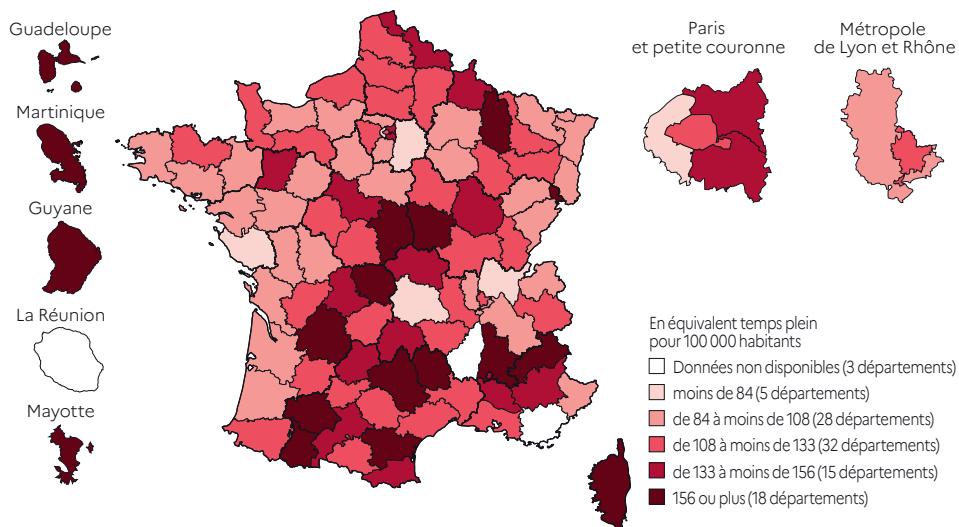 Guadeloupe
Martinique
Guyane
La Réunion
Mayotte
Paris
et petite couronne
Métropole
de Lyon et Rhône
En équivalent temps plein
pour 100 000 habitants
Données non disponibles (3 départements)
moins de 84 (5 départements)
de 84 à moins de 108 (28 départements)
de 108 à moins de 133 (32 départements)
de 133 à moins de 156 (15 départements)
156 ou plus (18 départements)